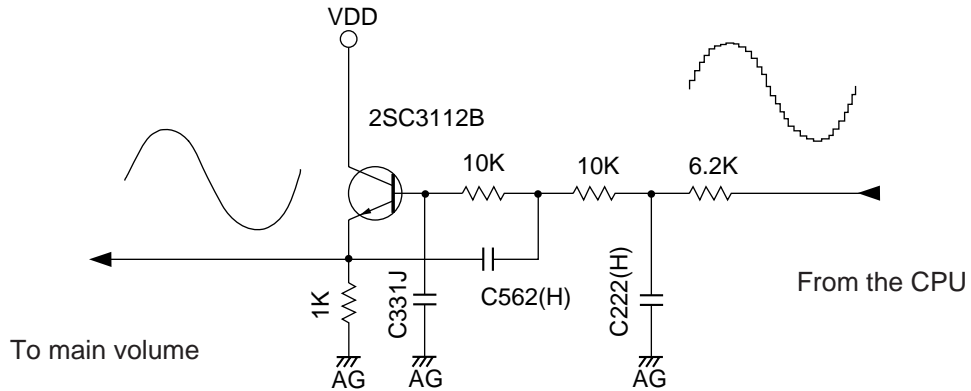 VDD
2SC3112B
10K
10K
6.2K
C331J
C562(H)
C222(H)
1K
From the CPU
To main volume
AG
AG
AG